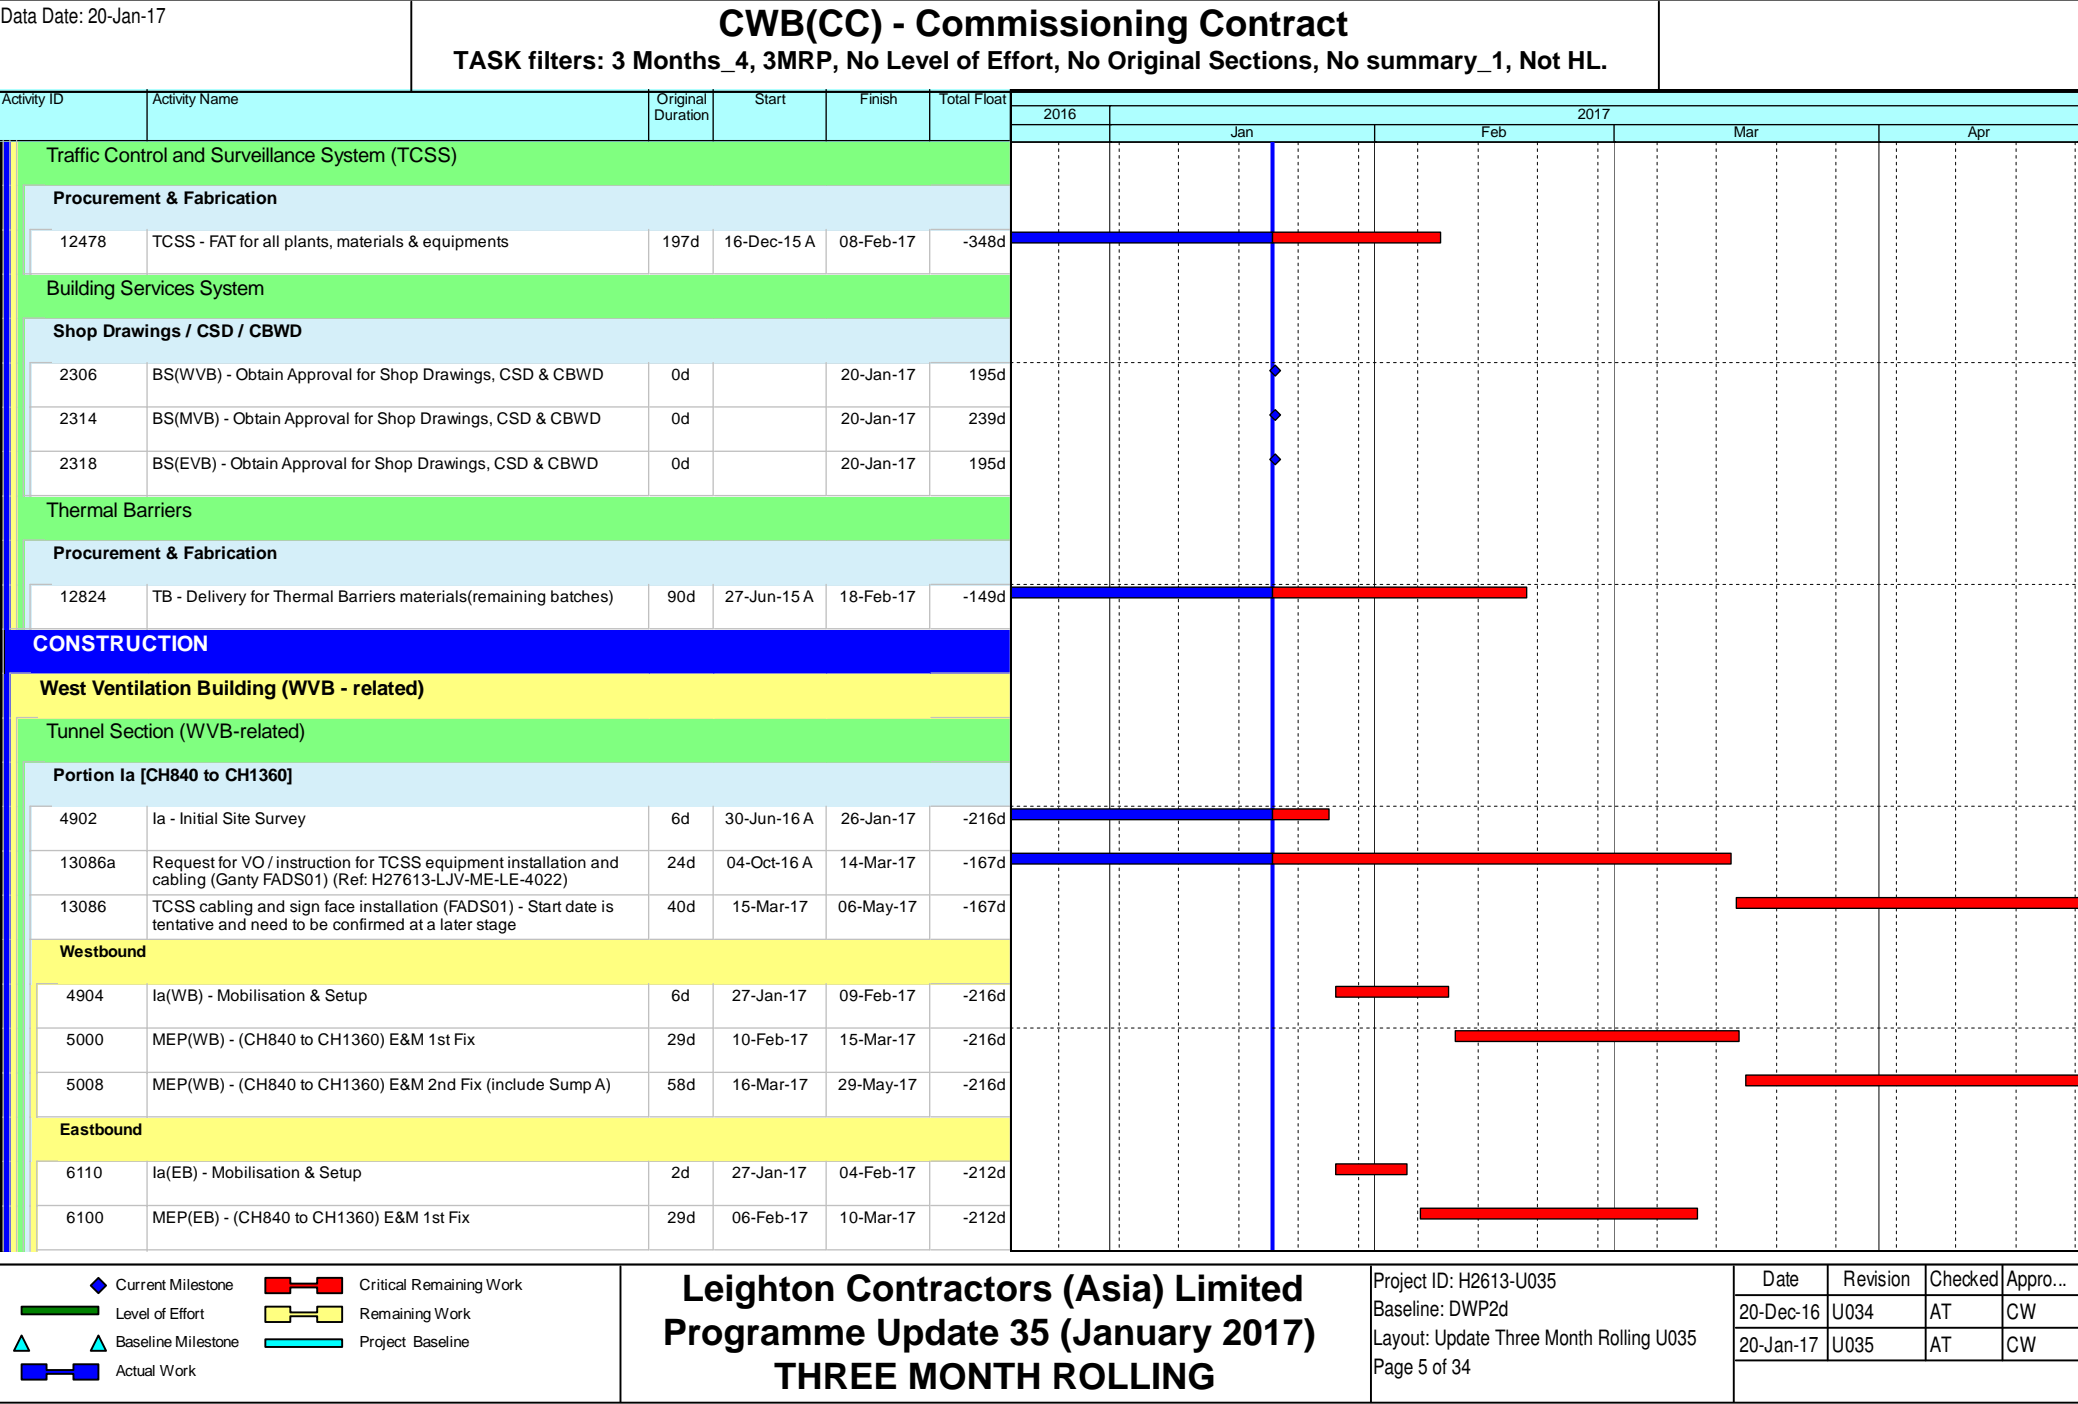 Data Date: 20-Jan-17
CWB(CC) - Commissioning Contract
TASK filters: 3 Months_4, 3MRP, No Level of Effort, No Original Sections, No summary_1, Not HL.
Activity ID Activity Name Original Duration Start Finish Total Float
2016 2017
Jan Feb Mar Apr
Traffic Control and Surveillance System (TCSS)
Procurement & Fabrication
12478 TCSS - FAT for all plants, materials & equipments 197d 16-Dec-15 A 08-Feb-17 -348d
Building Services System
Shop Drawings / CSD / CBWD
2306 BS(WVB) - Obtain Approval for Shop Drawings, CSD & CBWD 0d 20-Jan-17 195d
2314 BS(MVB) - Obtain Approval for Shop Drawings, CSD & CBWD 0d 20-Jan-17 239d
2318 BS(EVB) - Obtain Approval for Shop Drawings, CSD & CBWD 0d 20-Jan-17 195d
Thermal Barriers
Procurement & Fabrication
12824 TB - Delivery for Thermal Barriers materials(remaining batches) 90d 27-Jun-15 A 18-Feb-17 -149d
CONSTRUCTION
West Ventilation Building (WVB - related)
Tunnel Section (WVB-related)
Portion Ia [CH840 to CH1360]
4902 Ia - Initial Site Survey 6d 30-Jun-16 A 26-Jan-17 -216d
13086a Request for VO / instruction for TCSS equipment installation and 24d 04-Oct-16 A 14-Mar-17 -167d
cabling (Ganty FADS01) (Ref: H27613-LJV-ME-LE-4022)
13086 TCSS cabling and sign face installation (FADS01) - Start date is 40d 15-Mar-17 06-May-17 -167d
tentative and need to be confirmed at a later stage
Westbound
4904 Ia(WB) - Mobilisation & Setup 6d 27-Jan-17 09-Feb-17 -216d
5000 MEP(WB) - (CH840 to CH1360) E&M 1st Fix 29d 10-Feb-17 15-Mar-17 -216d
5008 MEP(WB) - (CH840 to CH1360) E&M 2nd Fix (include Sump A) 58d 16-Mar-17 29-May-17 -216d
Eastbound
6110 Ia(EB) - Mobilisation & Setup 2d 27-Jan-17 04-Feb-17 -212d
6100 MEP(EB) - (CH840 to CH1360) E&M 1st Fix 29d 06-Feb-17 10-Mar-17 -212d
Current Milestone Critical Remaining Work
Level of Effort Remaining Work
Baseline Milestone Project Baseline
Actual Work
Leighton Contractors (Asia) Limited
Programme Update 35 (January 2017)
THREE MONTH ROLLING
Project ID: H2613-U035
Baseline: DWP2d
Layout: Update Three Month Rolling U035
Page 5 of 34
Date Revision Checked Appro...
20-Dec-16 U034 AT CW
20-Jan-17 U035 AT CW